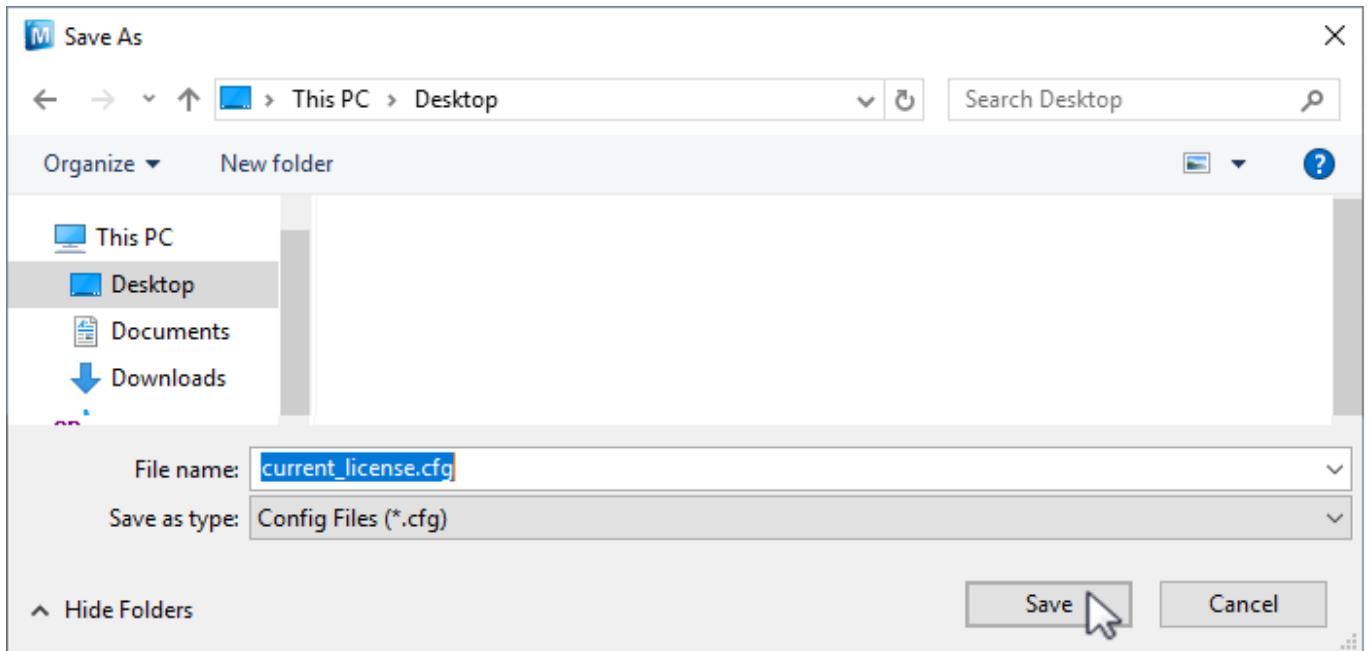 M Save As
This PC > Desktop
Search Desktop
Organize
New folder
?
This PC
Desktop
Documents
Downloads
File name: current_license.cfg
Save as type: Config Files (*.cfg)
Hide Folders
Save
Cancel